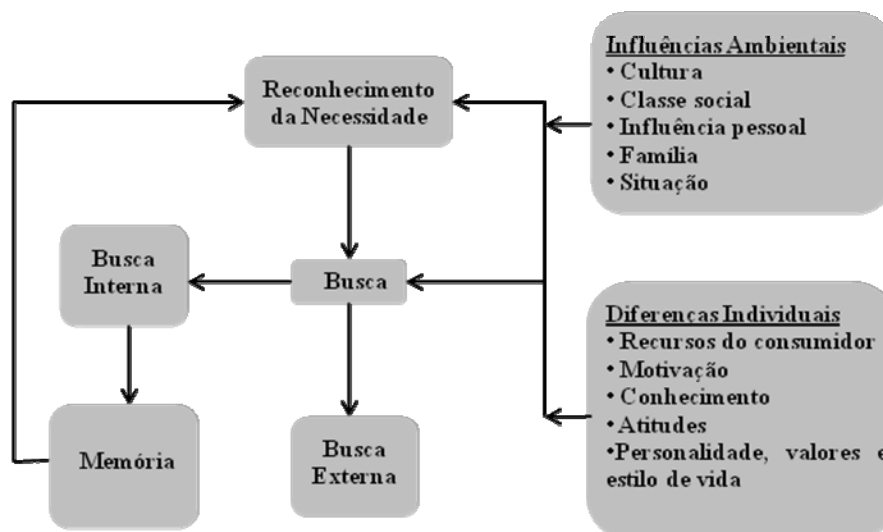 Reconhecimento
da Necessidade
Busca
Interna
Busca
Memória
Busca
Externa
Influências Ambientais
• Cultura
• Classe social
• Influência pessoal
• Família
• Situação
Diferenças Individuais
• Recursos do consumidor
• Motivação
• Conhecimento
• Atitudes
•Personalidade, valores e
estilo de vida